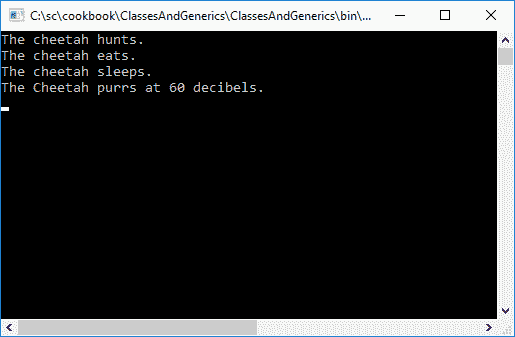 C:\sc\cookbook\ClassesAndGenerics\ClassesAndGenerics\bin\...
The cheetah hunts.
The cheetah eats.
The cheetah sleeps.
The Cheetah purrs at 60 decibels.